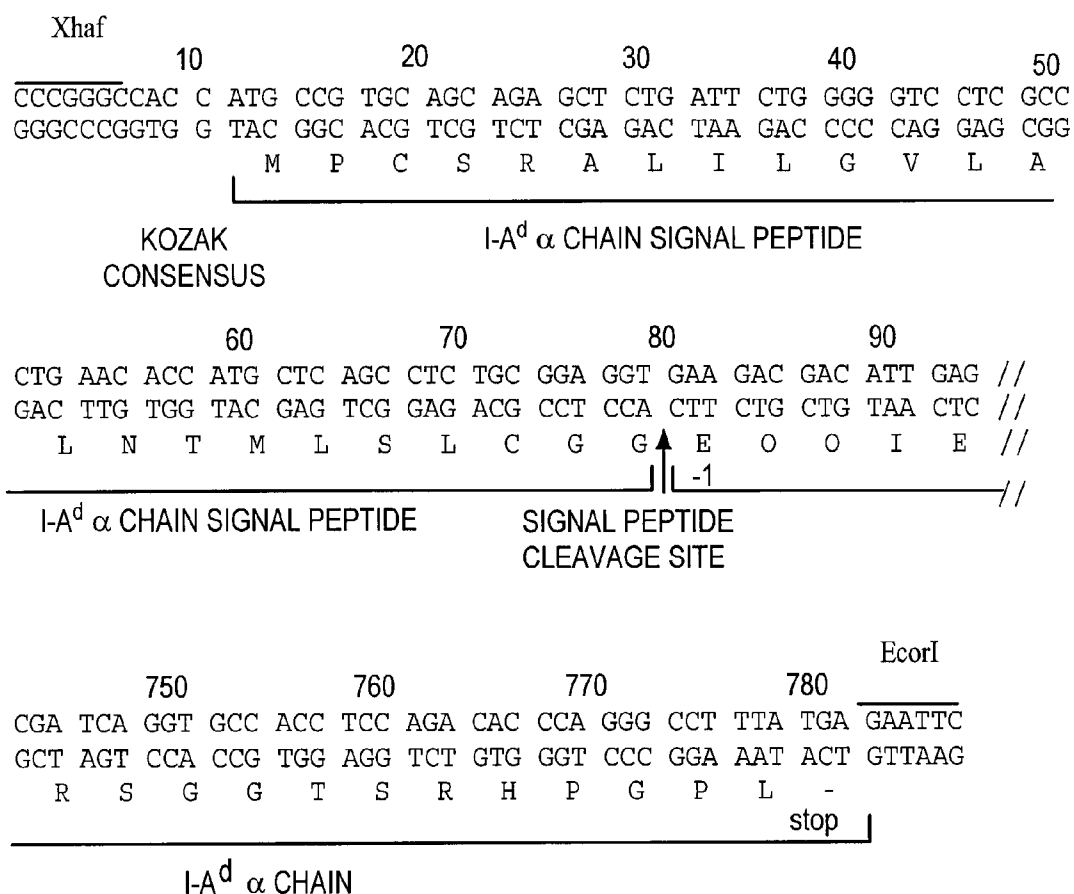 Xhaf
10 20 30 40 50
CCCGGGCCAC C ATG CCG TGC AGC AGA GCT CTG ATT CTG GGG GTC CTC GCC
GGGCCCGGTGG TAC GGC ACG TCG TCT CGA GAC TAA GAC CCC CAG GAG CGG
M P C S R A L I L G V L A
KOZAK CONSENSUS
I-Aᵈ α CHAIN SIGNAL PEPTIDE
60 70 80 90
CTG AAC ACC ATG CTC AGC CTC TGC GGA GGT GAA GAC GAC ATT GAG //
GAC TTG TGG TAC GAG TCG GAG ACG CCT CCA CTT CTG CTG TAA CTC //
L N T M L S L C G G E O O I E //
-1
//
I-Aᵈ α CHAIN SIGNAL PEPTIDE
SIGNAL PEPTIDE
CLEAVAGE SITE
EcorI
750 760 770 780
CGA TCA GGT GCC ACC TCC AGA CAC CCA GGG CCT TTA TGA GAATTC
GCT AGT CCA CCG TGG AGG TCT GTG GGT CCC GGA AAT ACT GTTAAG
R S G G T S R H P G P L -
stop
I-Aᵈ α CHAIN